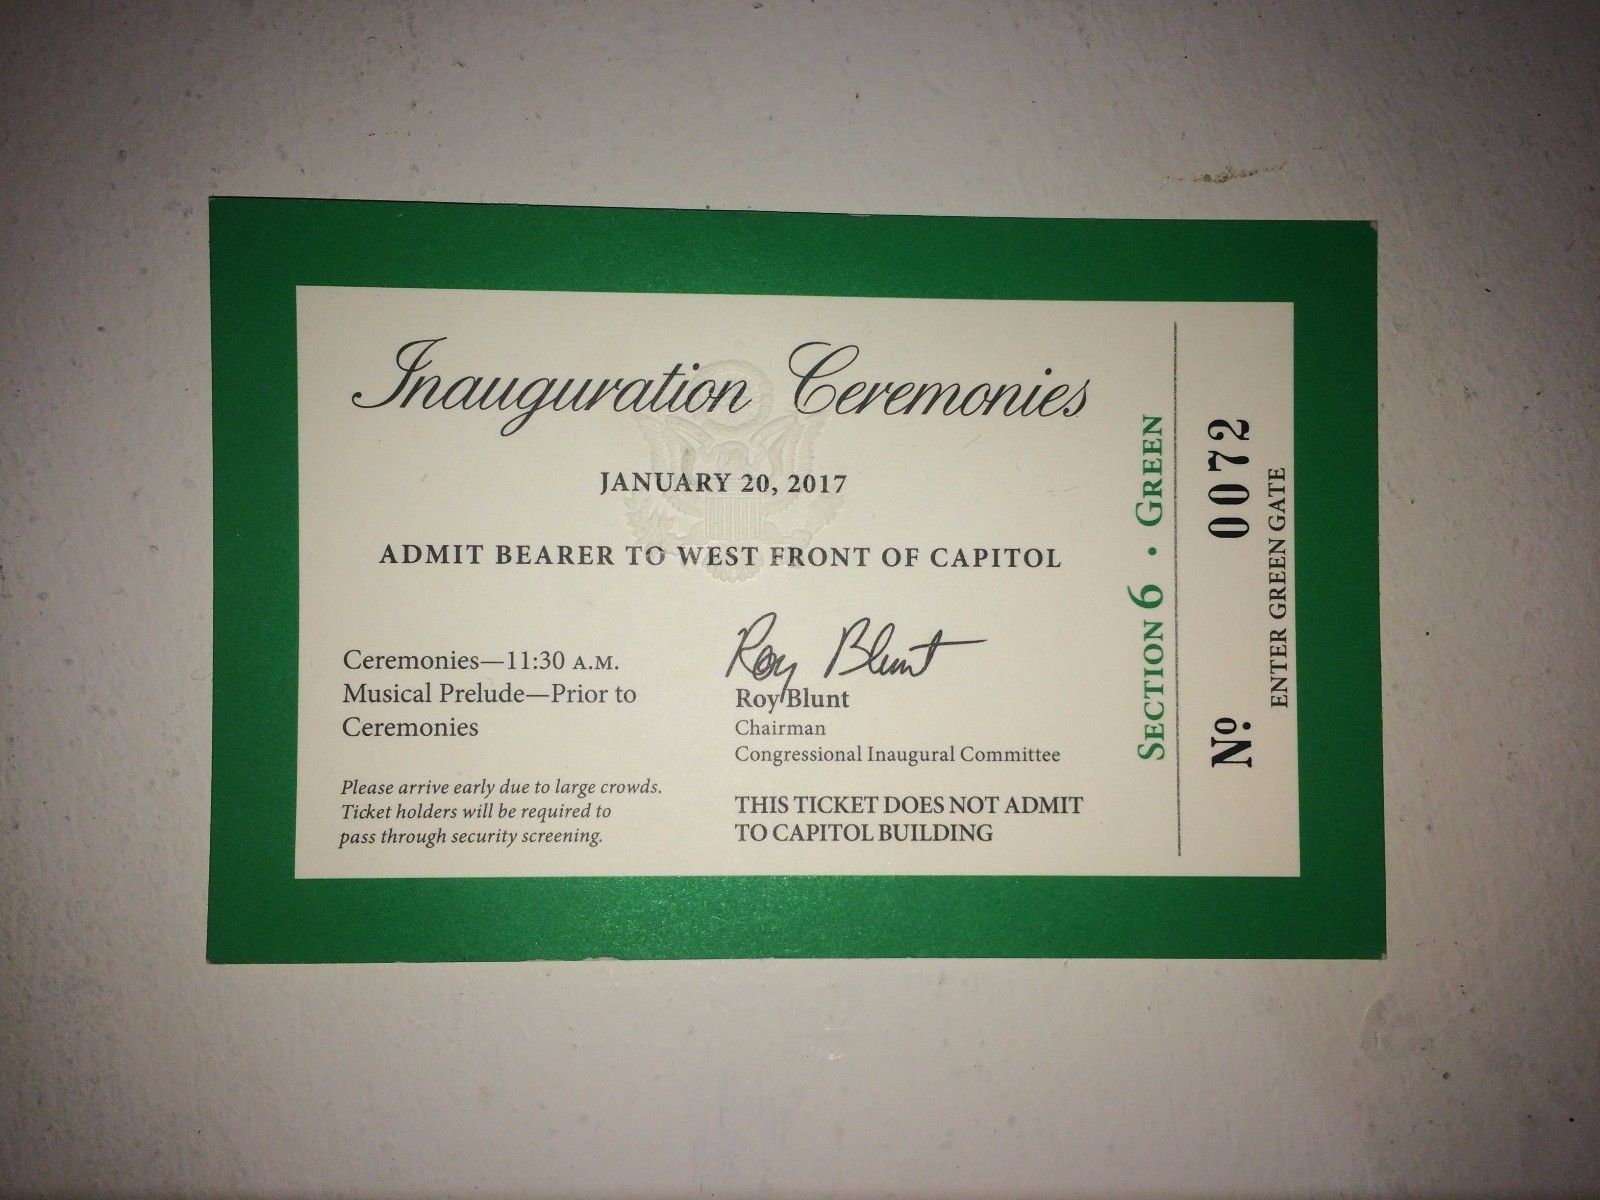 Inauguration Ceremonies
JANUARY 20, 2017
ADMIT BEARER TO WEST FRONT OF CAPITOL
Ceremonies—11:30 A.M.
Musical Prelude—Prior to
Ceremonies
Please arrive early due to large crowds.
Ticket holders will be required to
pass through security screening.
Roy Blunt
Roy Blunt
Chairman
Congressional Inaugural Committee
THIS TICKET DOES NOT ADMIT
TO CAPITOL BUILDING
SECTION 6 · GREEN
Nº 0072
ENTER GREEN GATE